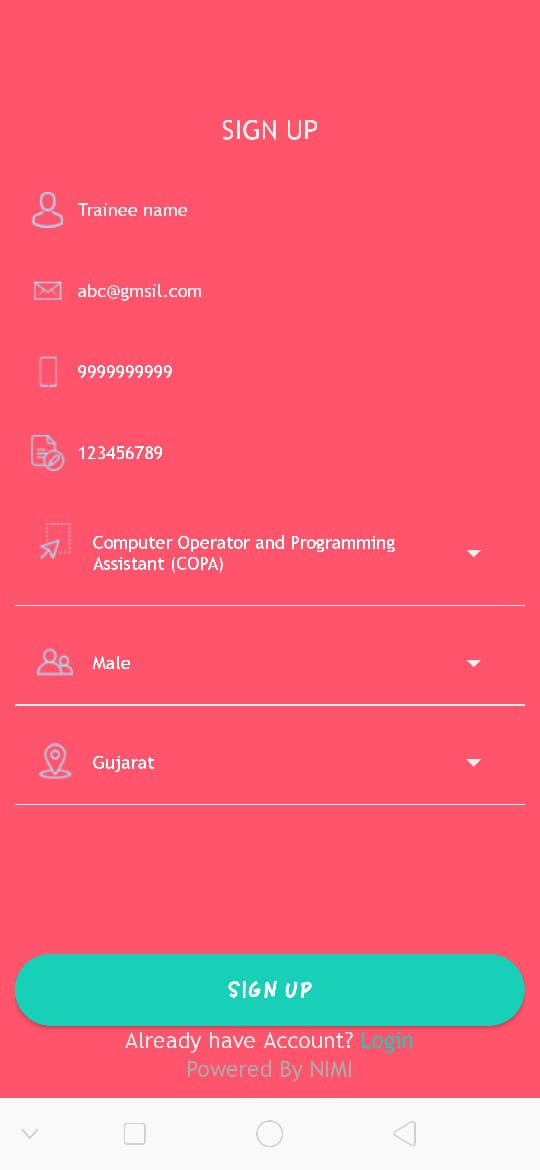 SIGN UP
Trainee name
abc@gmsil.com
9999999999
123456789
Computer Operator and Programming
Assistant (COPA)
Male
Gujarat
SIGN UP
Already have Account? Login
Powered By NIMI